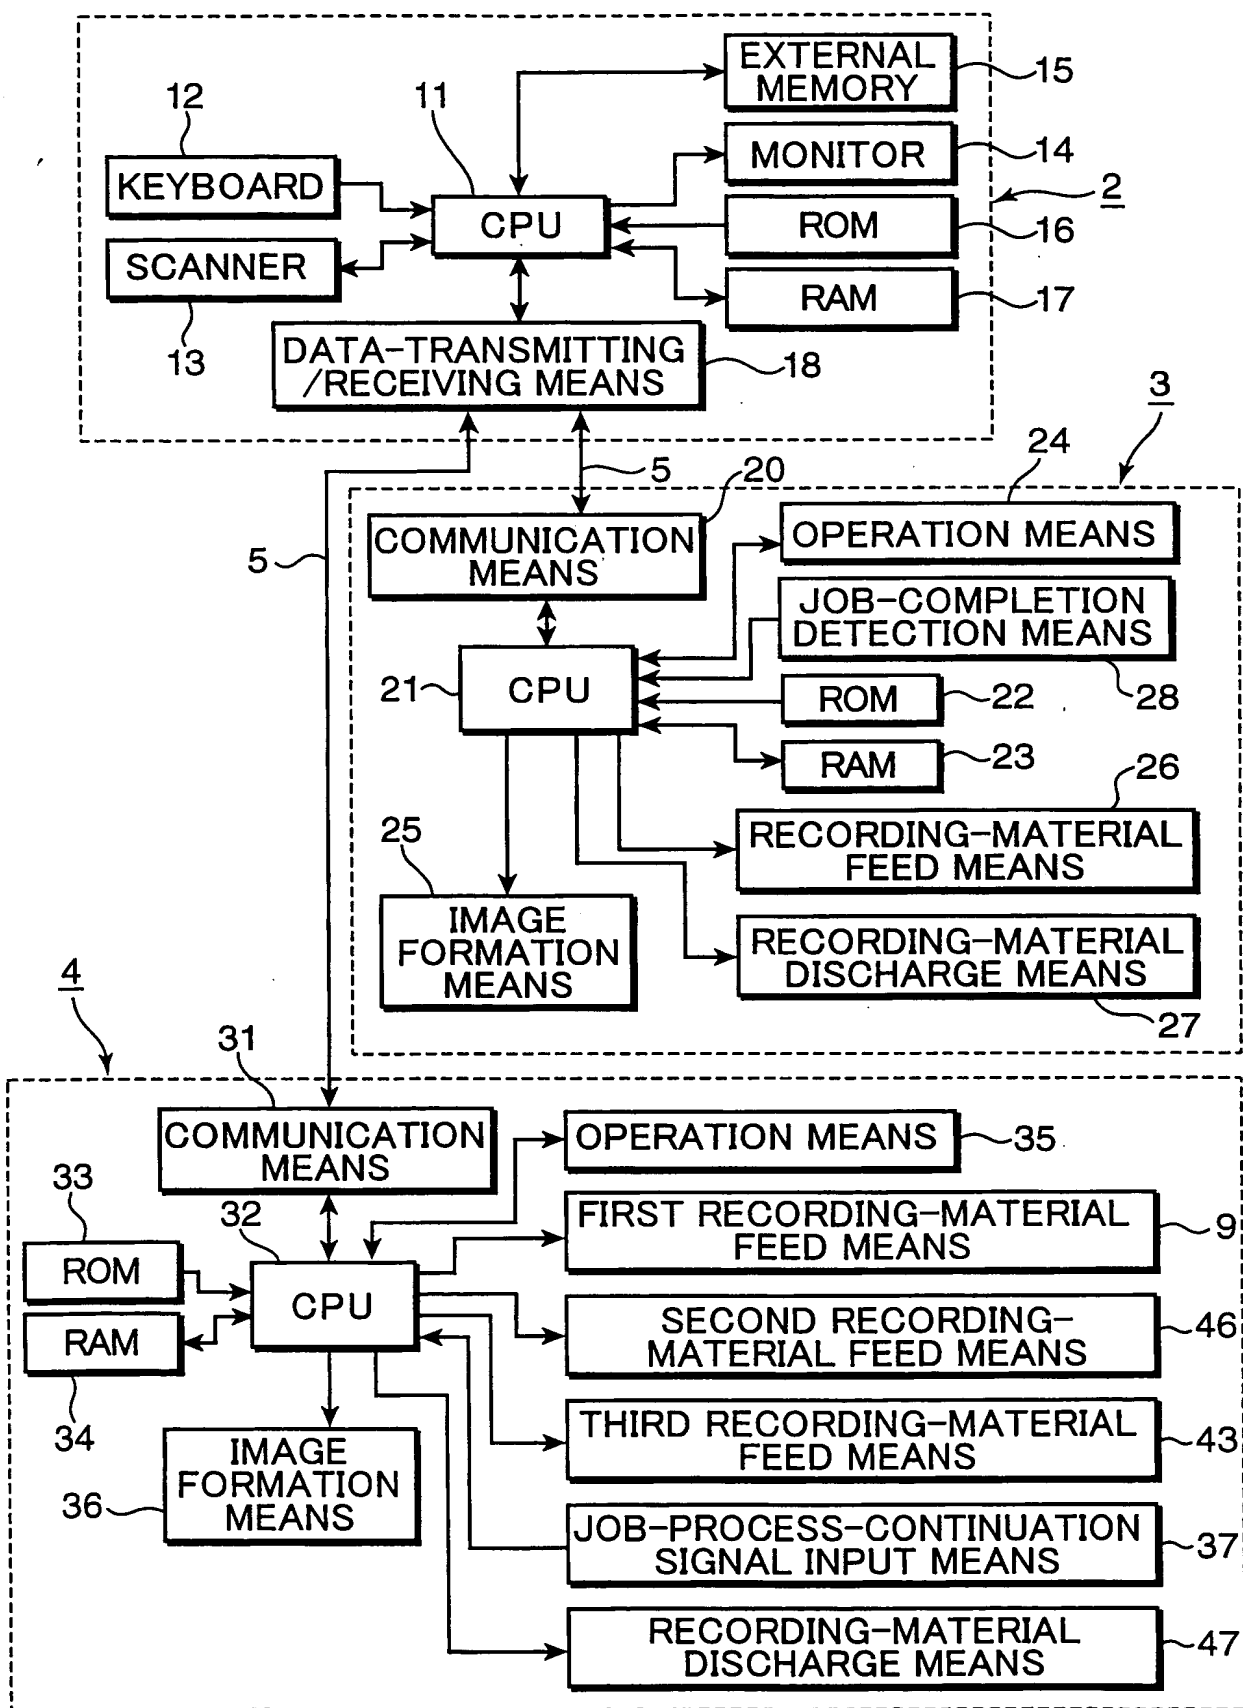 EXTERNAL
MEMORY
15
12
11
MONITOR
14
KEYBOARD
CPU
2
ROM
16
SCANNER
RAM
17
13
DATA-TRANSMITTING
/RECEIVING MEANS
18
3
5
20
24
COMMUNICATION
MEANS
OPERATION MEANS
5
JOB-COMPLETION
DETECTION MEANS
28
21
CPU
ROM
22
RAM
23
26
25
RECORDING-MATERIAL
FEED MEANS
IMAGE
FORMATION
MEANS
RECORDING-MATERIAL
DISCHARGE MEANS
27
4
31
COMMUNICATION
MEANS
OPERATION MEANS
35
33
32
FIRST RECORDING-MATERIAL
FEED MEANS
9
ROM
CPU
RAM
SECOND RECORDING-
MATERIAL FEED MEANS
46
34
THIRD RECORDING-MATERIAL
FEED MEANS
43
IMAGE
FORMATION
MEANS
36
JOB-PROCESS-CONTINUATION
SIGNAL INPUT MEANS
37
RECORDING-MATERIAL
DISCHARGE MEANS
47